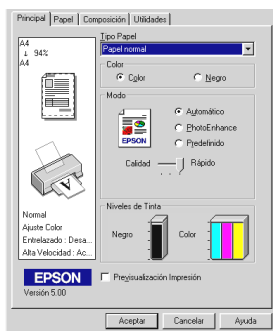 Principal Papel Composición Utilidades
A4
↓ 94%
A4
Tipo Papel
Papel normal
Color
Color Negro
Modo
EPSON
Automático
PhotoEnhance
Predefinido
Calidad Rápido
Normal
Ajuste Color
Entrelazado : Desa...
Alta Velocidad : Ac...
Niveles de Tinta
Negro Color
EPSON
Versión 5.00
Previsualización Impresión
Aceptar Cancelar Ayuda